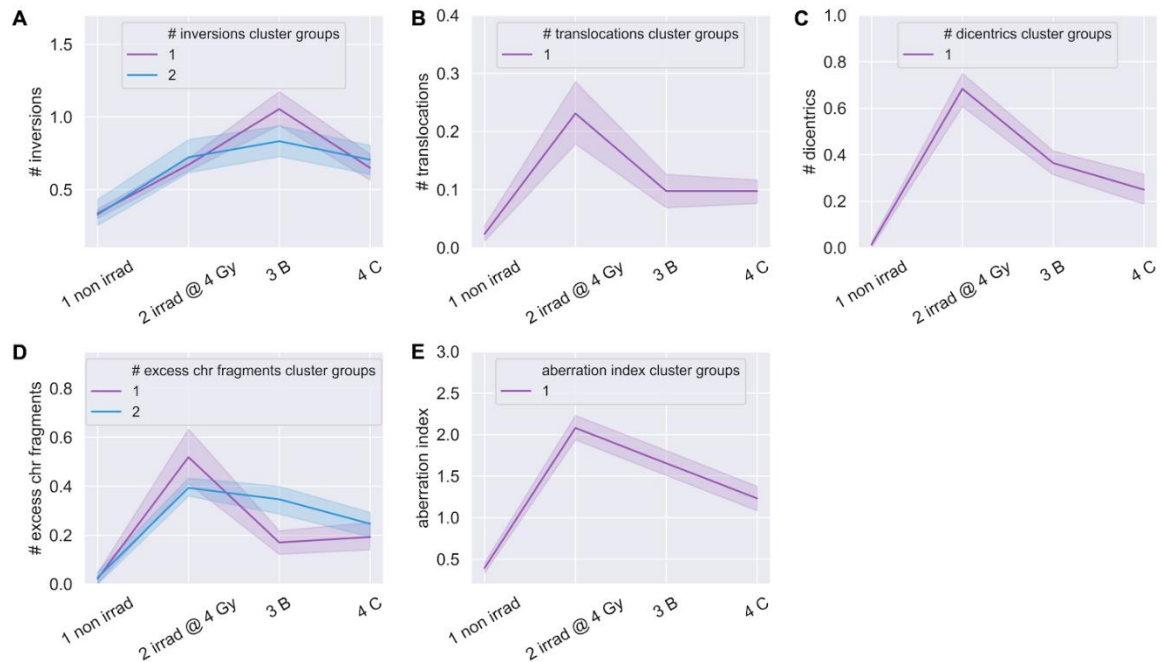 A
# inversions
1.5
1.0
0.5
# inversions cluster groups
1
2
1 non irrad
2 irrad @ 4 Gy
3 B
4 C
B
# translocations
0.4
0.3
0.2
0.1
0.0
# translocations cluster groups
1
1 non irrad
2 irrad @ 4 Gy
3 B
4 C
C
# dicentrics
1.0
0.8
0.6
0.4
0.2
0.0
# dicentrics cluster groups
1
1 non irrad
2 irrad @ 4 Gy
3 B
4 C
D
# excess chr fragments
0.8
0.6
0.4
0.2
0.0
# excess chr fragments cluster groups
1
2
1 non irrad
2 irrad @ 4 Gy
3 B
4 C
E
aberration index
3.0
2.5
2.0
1.5
1.0
0.5
aberration index cluster groups
1
1 non irrad
2 irrad @ 4 Gy
3 B
4 C